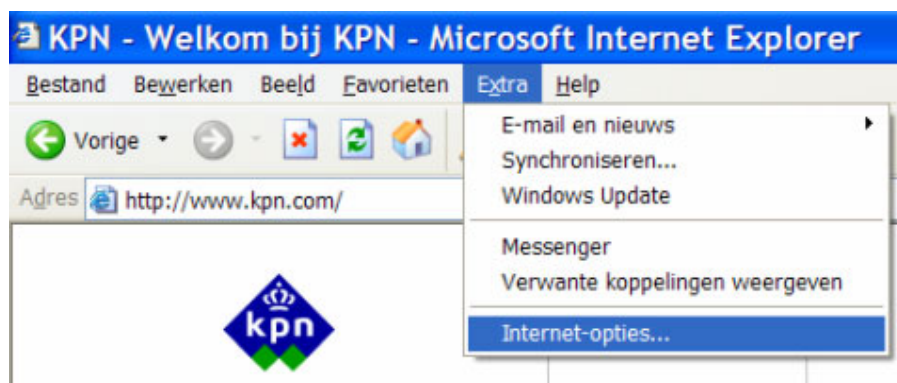 KPN - Welkom bij KPN - Microsoft Internet Explorer
Bestand Bewerken Beeld Favorieten Extra Help
Vorige
E-mail en nieuws
Synchroniseren...
Windows Update
Adres http://www.kpn.com/
Messenger
Verwante koppelingen weergeven
Internet-opties...
kpn